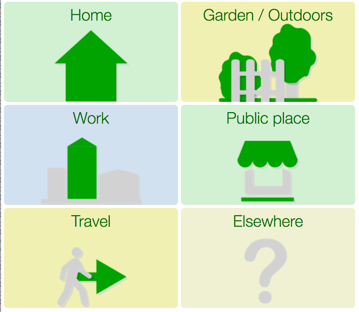 Home
Garden / Outdoors
Work
Public place
Travel
Elsewhere
?